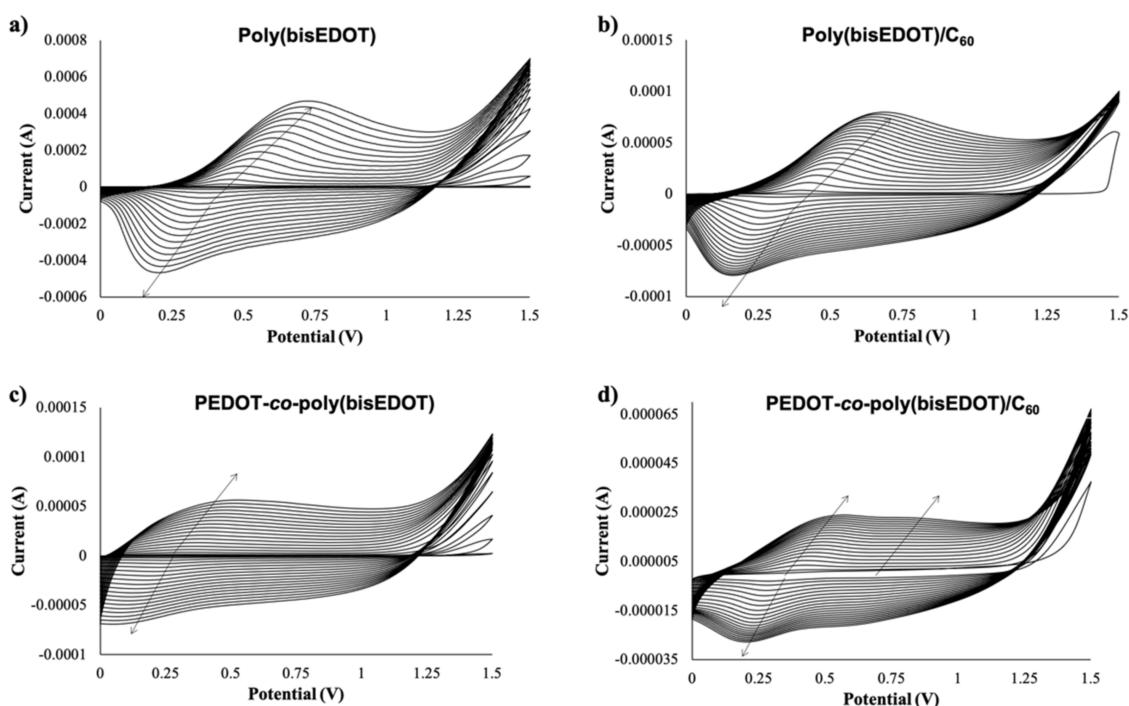 a)
Poly(bisEDOT)
0.0008
0.0006
0.0004
0.0002
0
-0.0002
-0.0004
-0.0006
Current (A)
0 0.25 0.5 0.75 1 1.25 1.5
Potential (V)
b)
Poly(bisEDOT)/C60
0.00015
0.0001
0.00005
0
-0.00005
-0.0001
Current (A)
0 0.25 0.5 0.75 1 1.25 1.5
Potential (V)
c)
PEDOT-co-poly(bisEDOT)
0.00015
0.0001
0.00005
0
-0.00005
-0.0001
Current (A)
0 0.25 0.5 0.75 1 1.25 1.5
Potential (V)
d)
PEDOT-co-poly(bisEDOT)/C60
0.000065
0.000045
0.000025
0.000005
-0.000015
-0.000035
Current (A)
0 0.25 0.5 0.75 1 1.25 1.5
Potential (V)